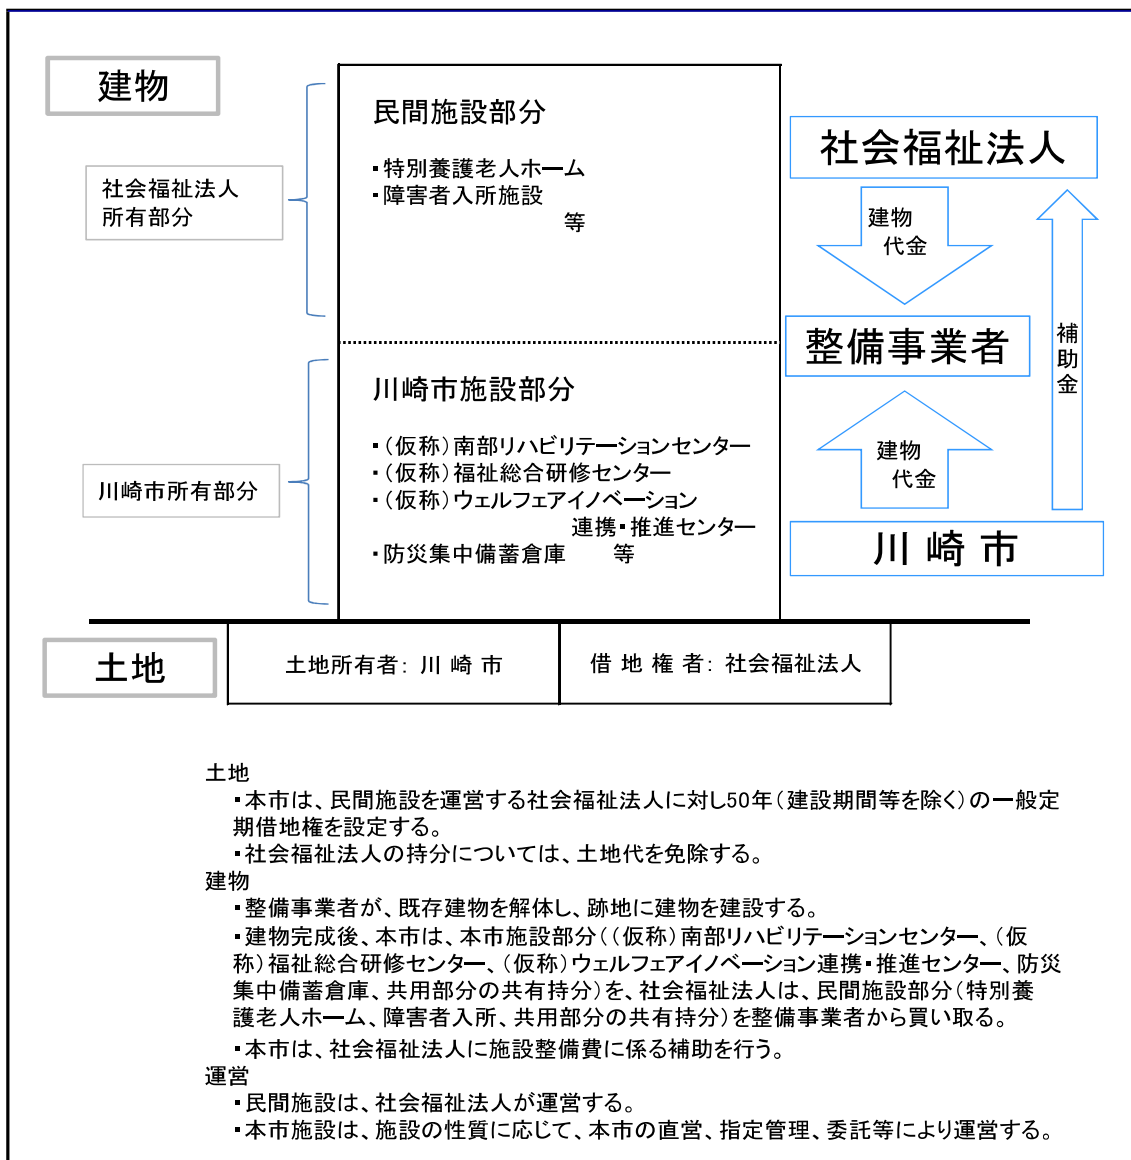 建物
民間施設部分
・特別養護老人ホーム
・障害者入所施設
等
社会福祉法人
所有部分
川崎市施設部分
・（仮称）南部リハビリテーションセンター
・（仮称）福祉総合研修センター
・（仮称）ウェルフェアイノベーション
連携・推進センター
・防災集中備蓄倉庫　　等
川崎市所有部分
社会福祉法人
建物
代金
整備事業者
建物
代金
川 崎 市
補助金
土地
土地所有者： 川 崎 市
借 地 権 者： 社会福祉法人
土地
・本市は、民間施設を運営する社会福祉法人に対し50年（建設期間等を除く）の一般定
期借地権を設定する。
・社会福祉法人の持分については、土地代を免除する。
建物
・整備事業者が、既存建物を解体し、跡地に建物を建設する。
・建物完成後、本市は、本市施設部分（（仮称）南部リハビリテーションセンター、（仮
称）福祉総合研修センター、（仮称）ウェルフェアイノベーション連携・推進センター、防災
集中備蓄倉庫、共用部分の共有持分）を、社会福祉法人は、民間施設部分（特別養
護老人ホーム、障害者入所、共用部分の共有持分）を整備事業者から買い取る。
・本市は、社会福祉法人に施設整備費に係る補助を行う。
運営
・民間施設は、社会福祉法人が運営する。
・本市施設は、施設の性質に応じて、本市の直営、指定管理、委託等により運営する。